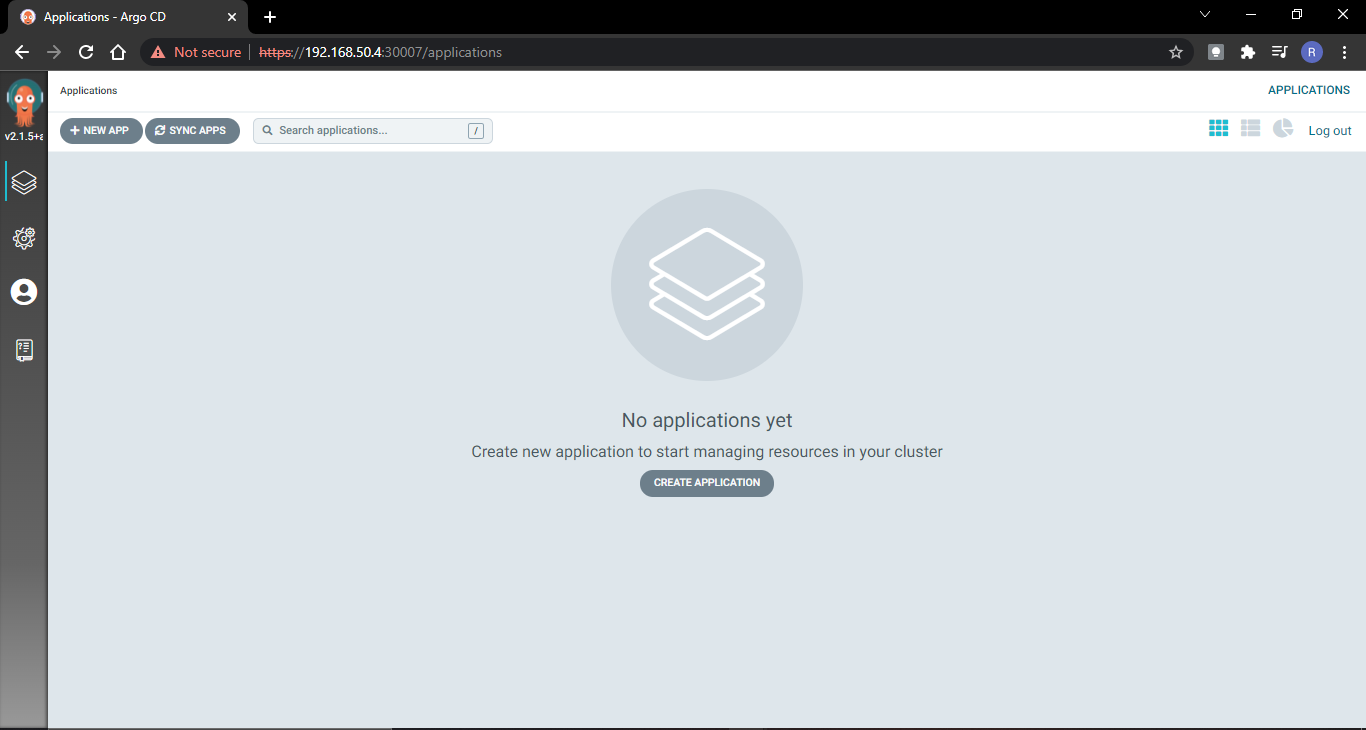 Applications - Argo CD
Not secure https://192.168.50.4:30007/applications
R
v2.1.5+a
Applications
APPLICATIONS
NEW APP
SYNC APPS
Search applications...
/
Log out
No applications yet
Create new application to start managing resources in your cluster
CREATE APPLICATION